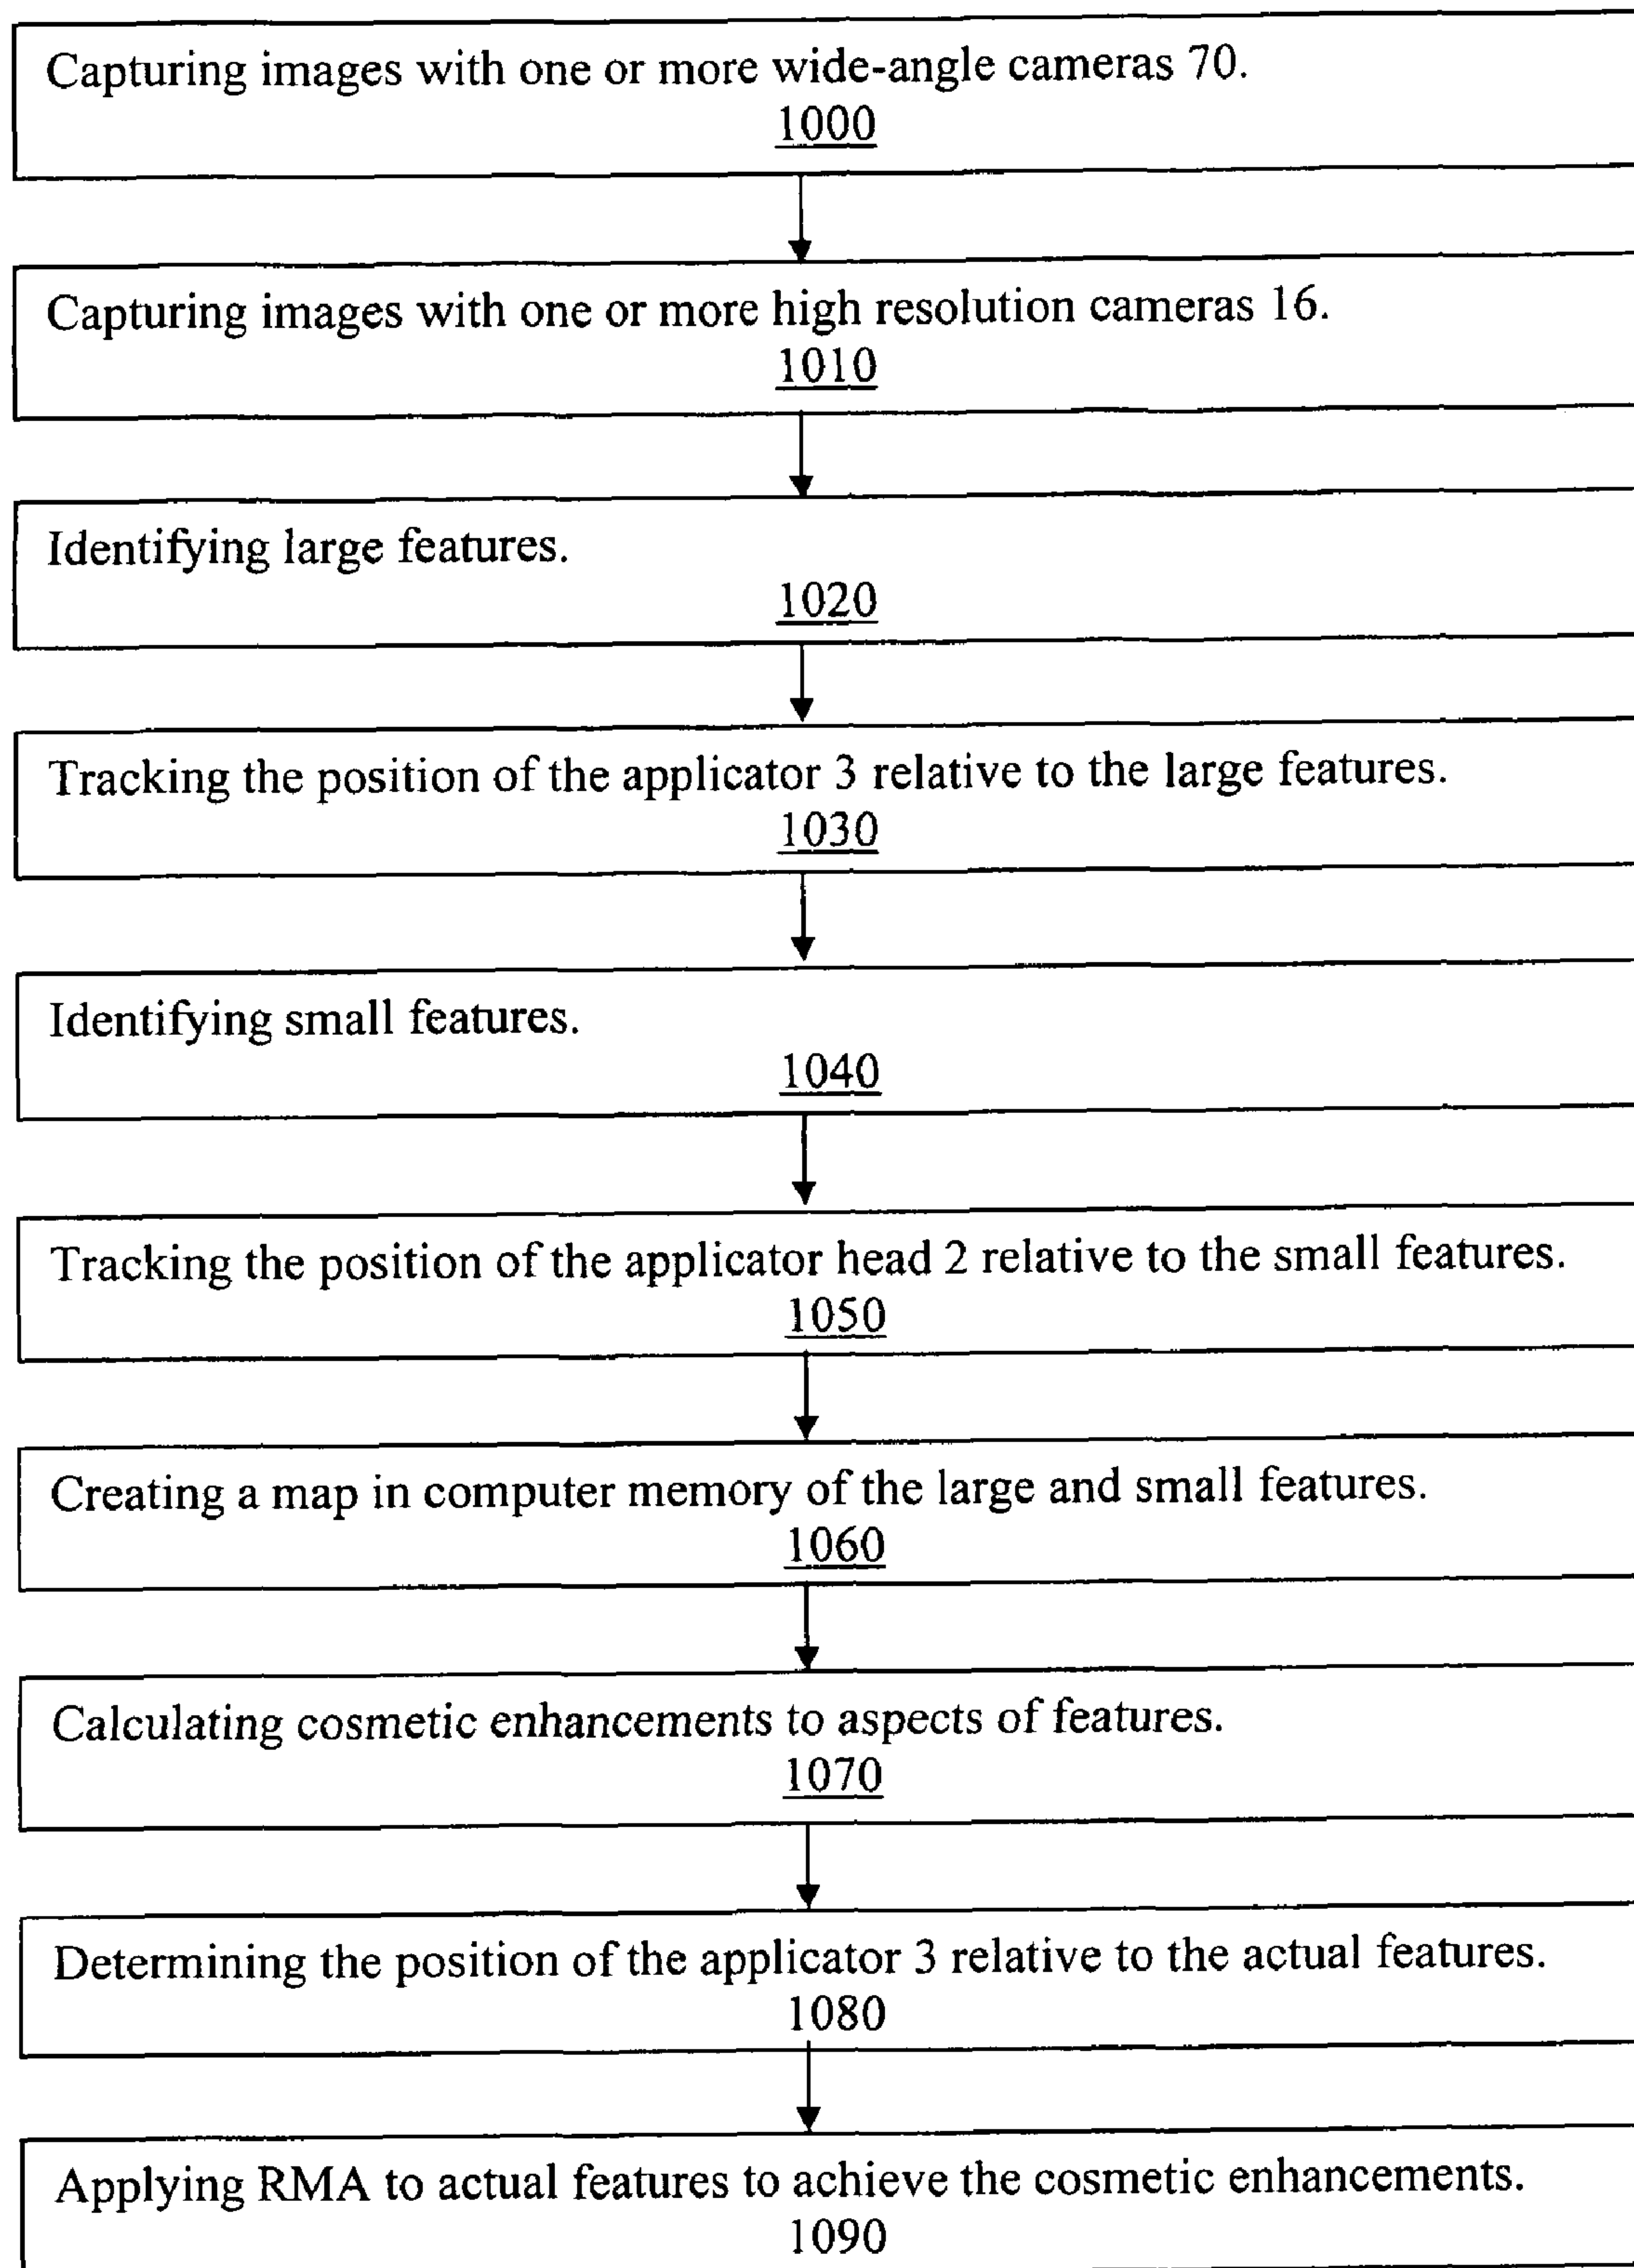 Capturing images with one or more wide-angle cameras 70.
1000
Capturing images with one or more high resolution cameras 16.
1010
Identifying large features.
1020
Tracking the position of the applicator 3 relative to the large features.
1030
Identifying small features.
1040
Tracking the position of the applicator head 2 relative to the small features.
1050
Creating a map in computer memory of the large and small features.
1060
Calculating cosmetic enhancements to aspects of features.
1070
Determining the position of the applicator 3 relative to the actual features.
1080
Applying RMA to actual features to achieve the cosmetic enhancements.
1090